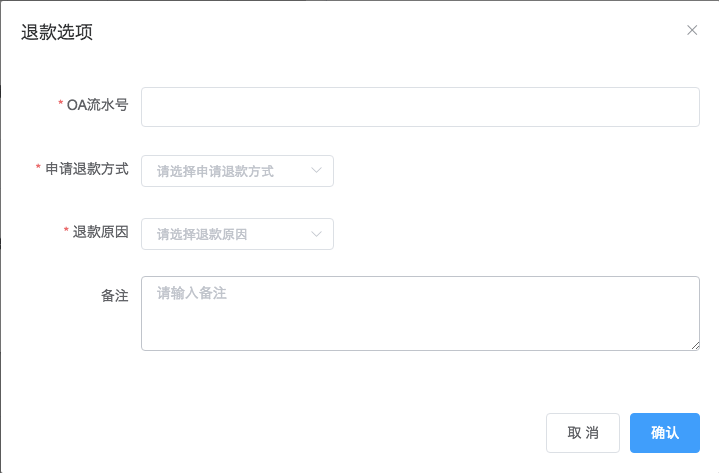 退款选项
* OA流水号
* 申请退款方式 请选择申请退款方式
* 退款原因 请选择退款原因
备注 请输入备注
取 消 确认